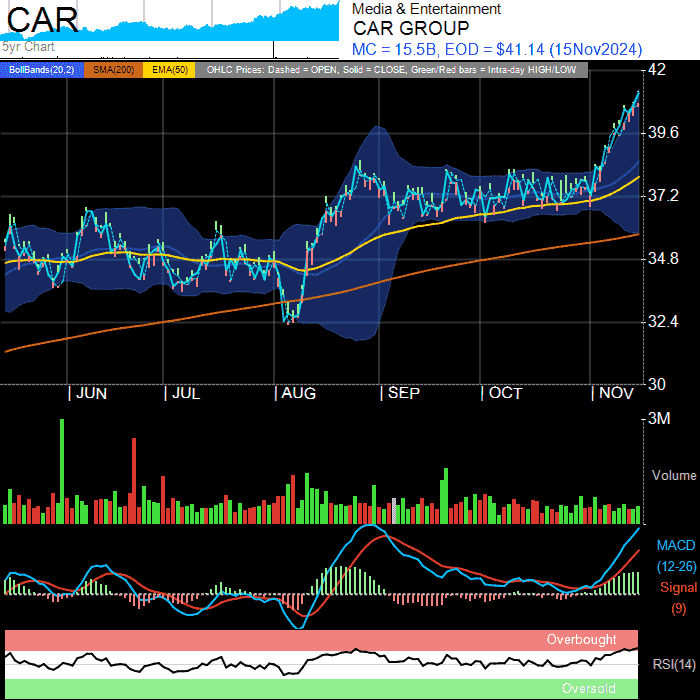 CAR
5yr Chart
Media & Entertainment
CAR GROUP
MC = 15.5B, EOD = $41.14 (15Nov2024)
BollBands(20,2) SMA(200) EMA(50) OHLC Prices: Dashed = OPEN, Solid = CLOSE, Green/Red bars = Intra-day HIGH/LOW
42
39.6
37.2
34.8
32.4
30
| JUN | JUL | AUG | SEP | OCT | NOV
3M
Volume
MACD
(12-26)
Signal
(9)
Overbought
RSI(14)
Oversold